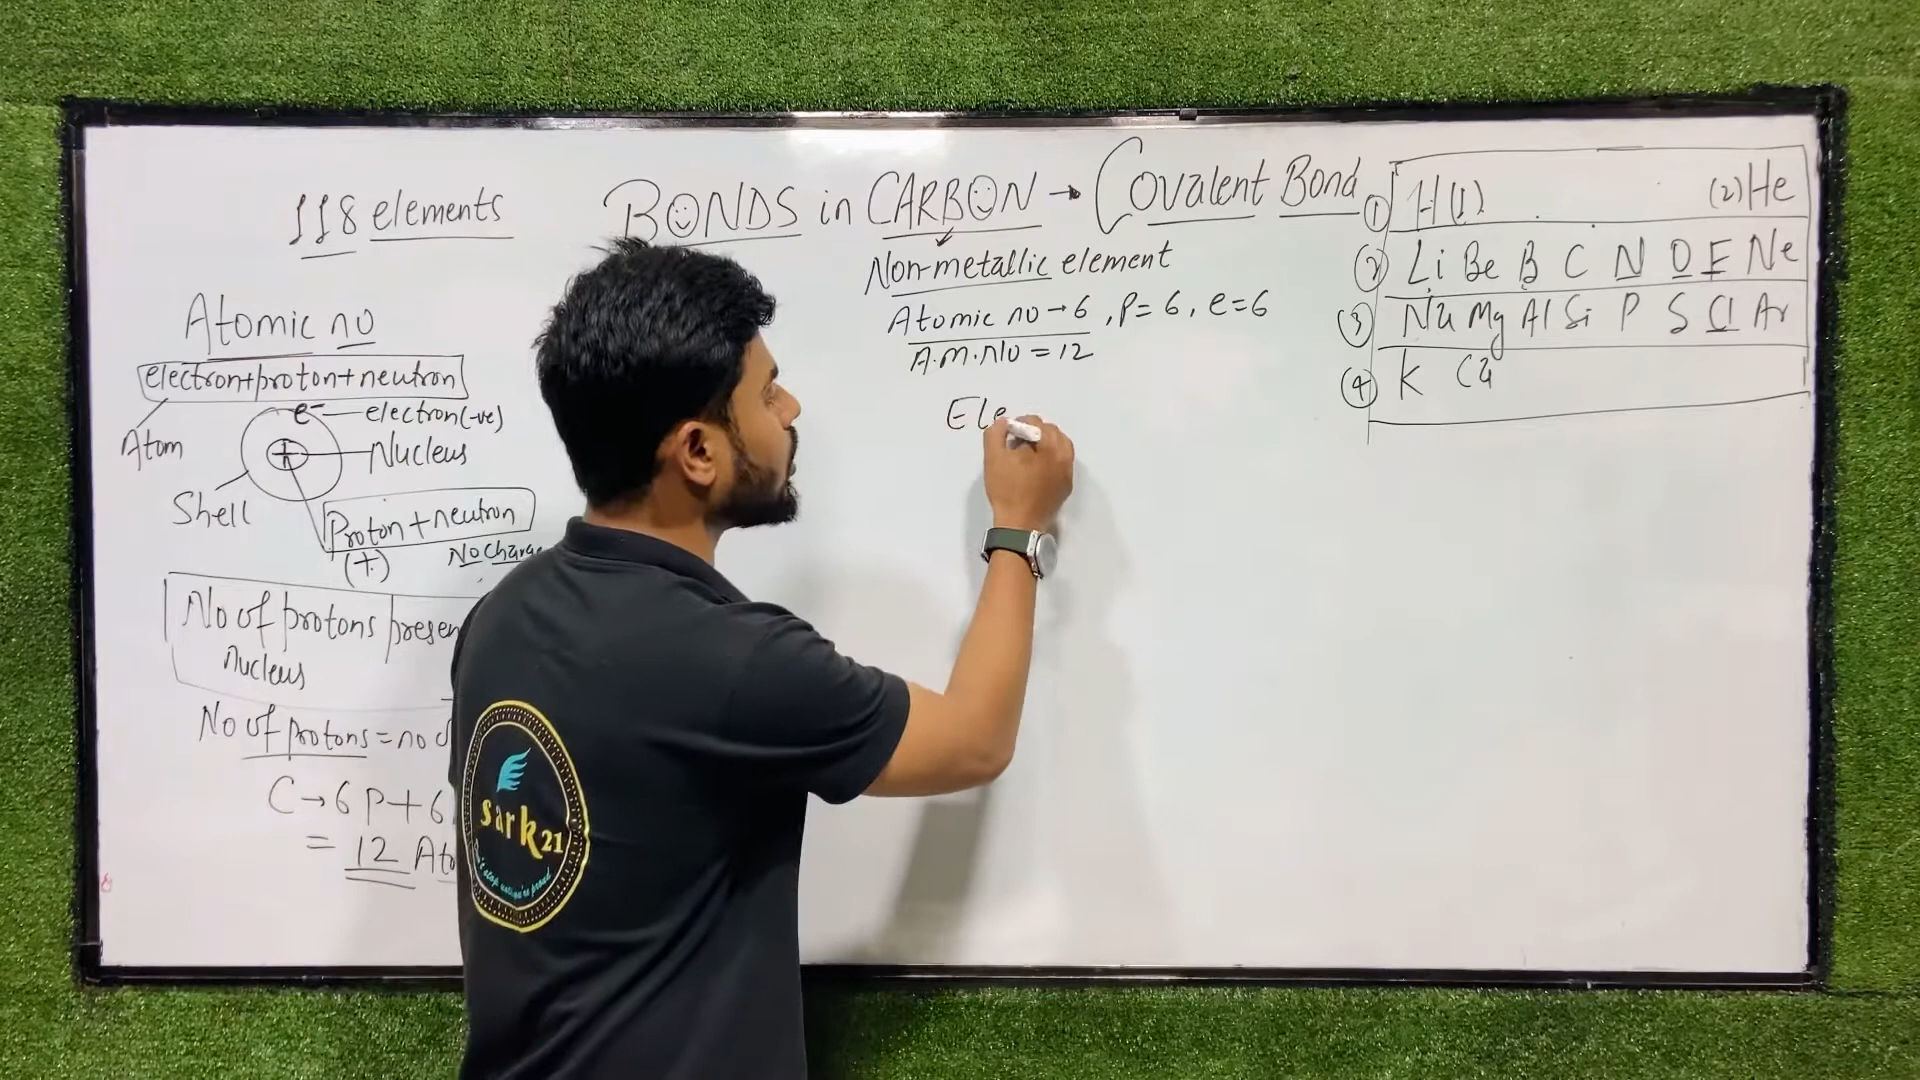 118 elements
BONDS in CARBON → Covalent Bond
Non-metallic element
Atomic no → 6, P = 6, e = 6
A.M.No = 12
Ele
Atomic no
electron+proton+neutron
Atom
e⁻
electron(-ve)
+
Nucleus
Shell
Proton + neutron
(+)
No
No of protons presen
nucleus
No of protons = no
C → 6 P + 6
= 12 Ato
① H(1) (2)He
② Li Be B C N O F Ne
③ Na Mg Al Si P S Cl Ar
④ K Ca
sark21